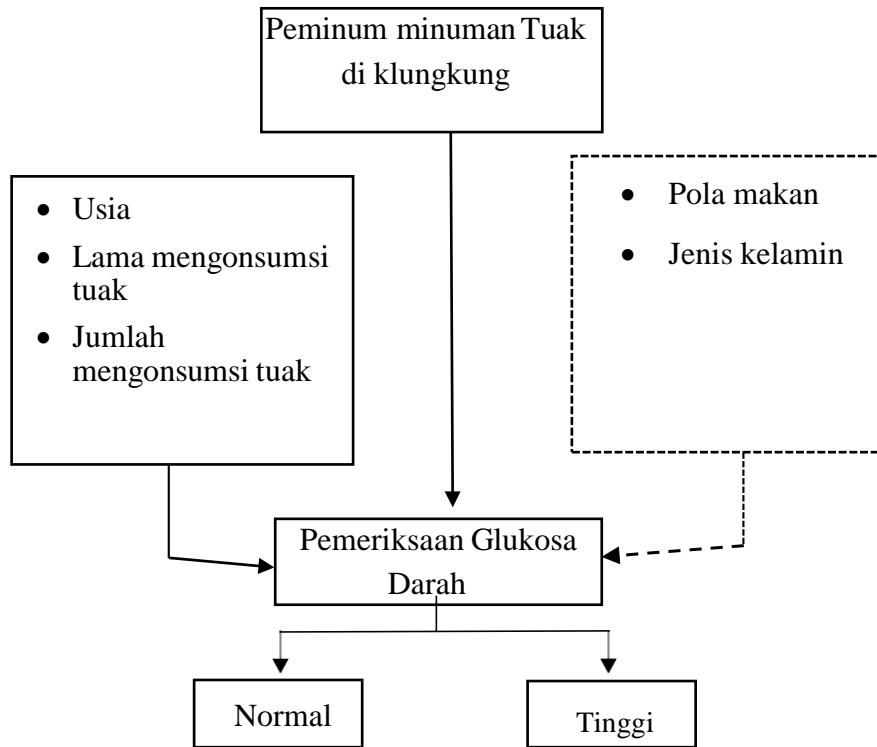 Peminum minuman Tuak
di klungkung
• Usia
• Lama mengonsumsi
tuak
• Jumlah
mengonsumsi tuak
• Pola makan
• Jenis kelamin
Pemeriksaan Glukosa
Darah
Normal
Tinggi